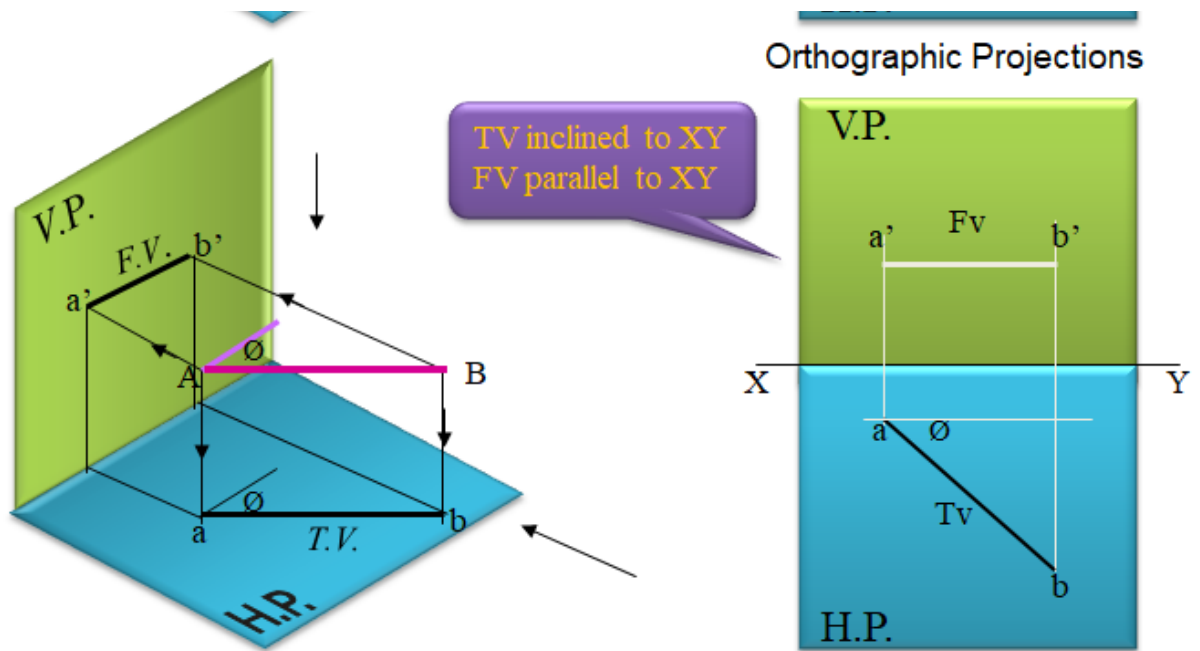 Orthographic Projections
TV inclined to XY
FV parallel to XY
V.P.
F.V.
a’
b’
A
B
Ø
Ø
a
b
T.V.
H.P.
V.P.
a’
Fv
b’
X
Y
a
Ø
Tv
b
H.P.